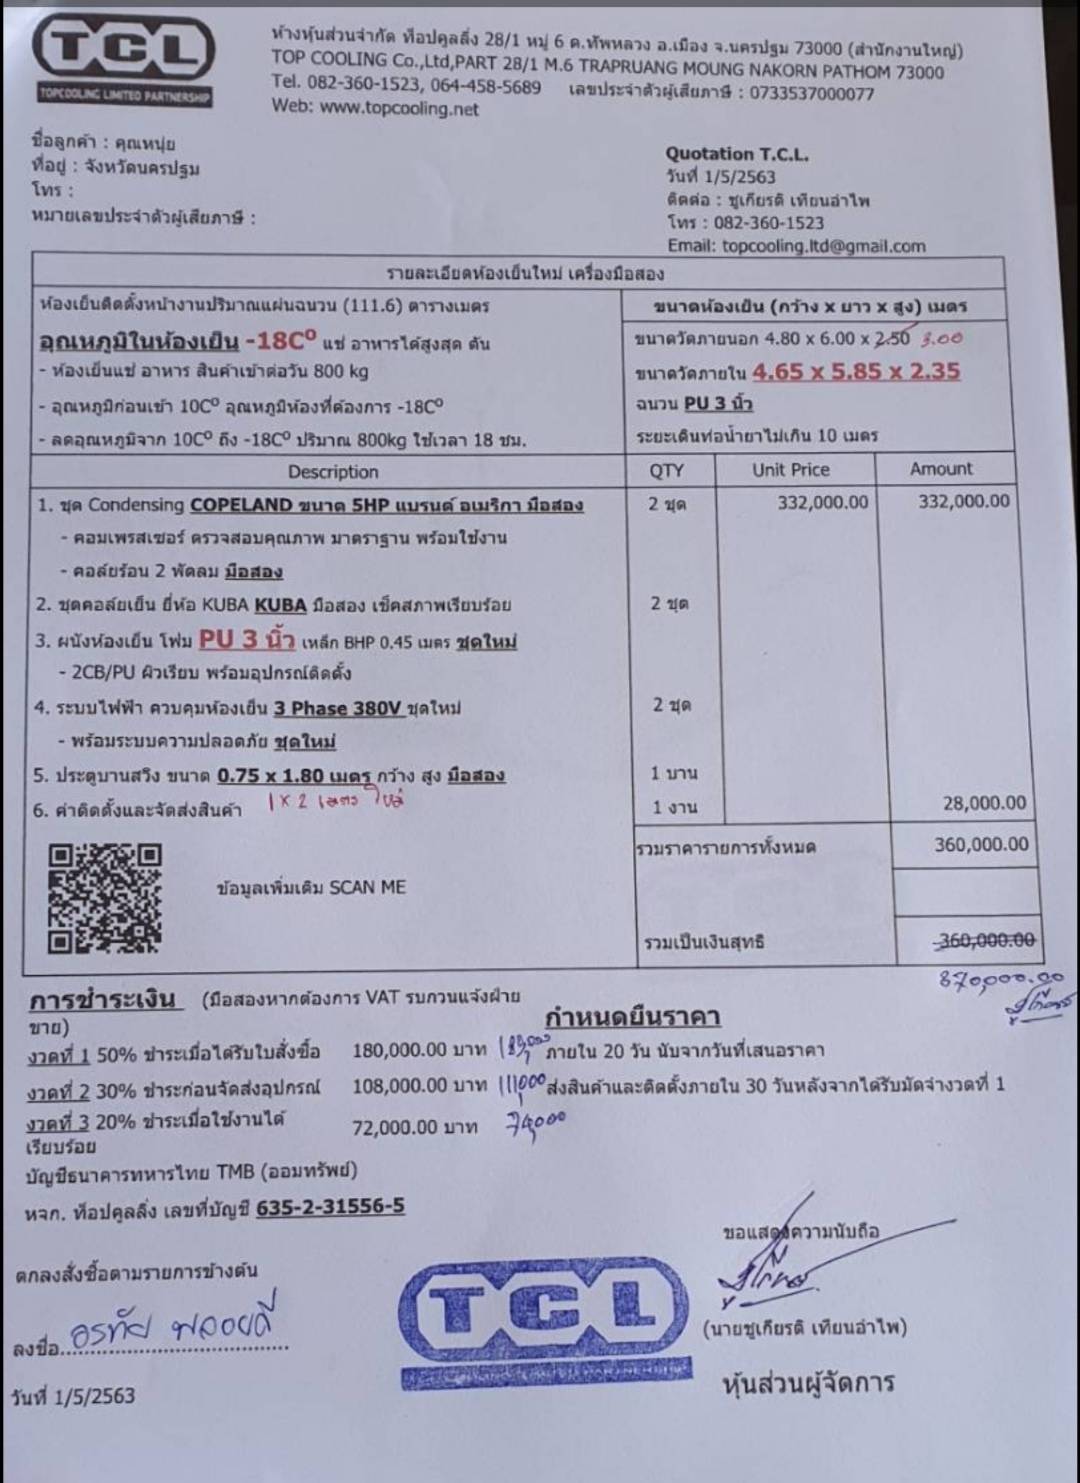 TCL
TOPCOOLING LIMITED PARTNERSHIP
ห้างหุ้นส่วนจำกัด ท็อปคูลลิ่ง 28/1 หมู่ 6 ต.ทัพหลวง อ.เมือง จ.นครปฐม 73000 (สำนักงานใหญ่)
TOP COOLING Co.,Ltd,PART 28/1 M.6 TRAPRUANG MOUNG NAKORN PATHOM 73000
Tel. 082-360-1523, 064-458-5689 เลขประจำตัวผู้เสียภาษี : 0733537000077
Web: www.topcooling.net
ชื่อลูกค้า : คุณหนุ่ย
ที่อยู่ : จังหวัดนครปฐม
โทร :
หมายเลขประจำตัวผู้เสียภาษี :
Quotation T.C.L.
วันที่ 1/5/2563
ติดต่อ : ชูเกียรติ เทียนอำไพ
โทร : 082-360-1523
Email: topcooling.ltd@gmail.com
รายละเอียดห้องเย็นใหม่ เครื่องมือสอง
ห้องเย็นติดตั้งหน้างานปริมาณแผ่นฉนวน (111.6) ตารางเมตร
อุณหภูมิในห้องเย็น -18C⁰ แช่ อาหารได้สูงสุด ตัน
- ห้องเย็นแช่ อาหาร สินค้าเข้าต่อวัน 800 kg
- อุณหภูมิก่อนเข้า 10C⁰ อุณหภูมิห้องที่ต้องการ -18C⁰
- ลดอุณหภูมิจาก 10C⁰ ถึง -18C⁰ ปริมาณ 800kg ใช้เวลา 18 ชม.
ขนาดห้องเย็น (กว้าง x ยาว x สูง) เมตร
ขนาดวัดภายนอก 4.80 x 6.00 x 2.50 3.00
ขนาดวัดภายใน 4.65 x 5.85 x 2.35
ฉนวน PU 3 นิ้ว
ระยะเดินท่อน้ำยาไม่เกิน 10 เมตร
Description QTY Unit Price Amount
1. ชุด Condensing COPELAND ขนาด 5HP แบรนด์ อเมริกา มือสอง 2 ชุด 332,000.00 332,000.00
- คอมเพรสเซอร์ ตรวจสอบคุณภาพ มาตราฐาน พร้อมใช้งาน
- คอล์ยร้อน 2 พัดลม มือสอง
2. ชุดคอล์ยเย็น ยี่ห้อ KUBA KUBA มือสอง เช็คสภาพเรียบร้อย 2 ชุด
3. ผนังห้องเย็น โฟม PU 3 นิ้ว เหล็ก BHP 0.45 เมตร ชุดใหม่
- 2CB/PU ผิวเรียบ พร้อมอุปกรณ์ติดตั้ง
4. ระบบไฟฟ้า ควบคุมห้องเย็น 3 Phase 380V ชุดใหม่ 2 ชุด
- พร้อมระบบความปลอดภัย ชุดใหม่
5. ประตูบานสวิง ขนาด 0.75 x 1.80 เมตร กว้าง สูง มือสอง 1 บาน
1 x 2 เมตร ใหม่
6. ค่าติดตั้งและจัดส่งสินค้า 1 งาน 28,000.00
รวมราคารายการทั้งหมด 360,000.00
ข้อมูลเพิ่มเติม SCAN ME
รวมเป็นเงินสุทธิ 360,000.00
370,000.00
การชำระเงิน (มือสองหากต้องการ VAT รบกวนแจ้งฝ่าย
ขาย)
กำหนดยืนราคา
งวดที่ 1 50% ชำระเมื่อได้รับใบสั่งซื้อ 180,000.00 บาท 185,000 ภายใน 20 วัน นับจากวันที่เสนอราคา
งวดที่ 2 30% ชำระก่อนจัดส่งอุปกรณ์ 108,000.00 บาท 111,000 ส่งสินค้าและติดตั้งภายใน 30 วันหลังจากได้รับมัดจำงวดที่ 1
งวดที่ 3 20% ชำระเมื่อใช้งานได้ 72,000.00 บาท 74,000
เรียบร้อย
บัญชีธนาคารทหารไทย TMB (ออมทรัพย์)
หจก. ท็อปคูลลิ่ง เลขที่บัญชี 635-2-31556-5
ขอแสดงความนับถือ
ตกลงสั่งซื้อตามรายการข้างต้น
ลงชื่อ อรทัย พลอยดี
TCL
(นายชูเกียรติ เทียนอำไพ)
หุ้นส่วนผู้จัดการ
วันที่ 1/5/2563